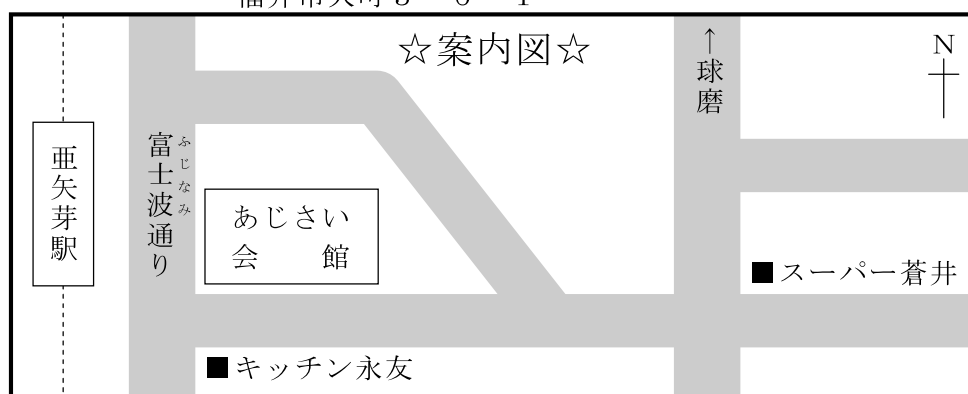 ☆案内図☆
N
↑球磨
亜矢芽駅
富士波通り
ふじなみ
あじさい
会　館
■スーパー蒼井
■キッチン永友